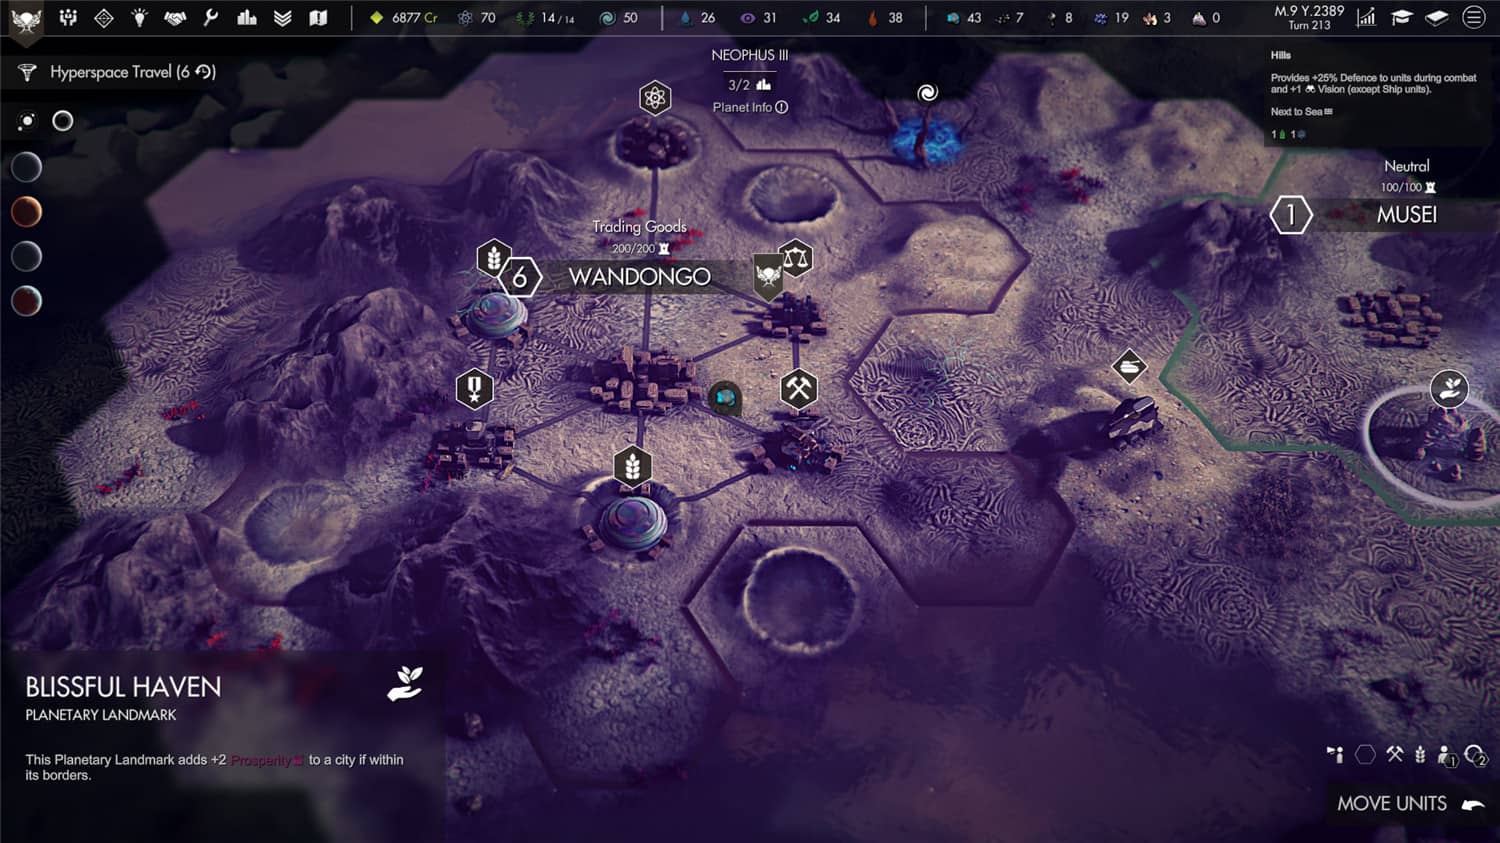 6877 Cr 70 14/14 50 26 31 34 38 43 7 8 19 3 0
M.9 Y.2389
Turn 213
Hyperspace Travel (6 )
NEOPHUS III
3/2
Planet Info
Hills
Provides +25% Defence to units during combat
and +1 Vision (except Ship units).
Next to Sea
1 1
Neutral
100/100
1 MUSEI
Trading Goods
200/200
6 WANDONGO
BLISSFUL HAVEN
PLANETARY LANDMARK
This Planetary Landmark adds +2 Prosperity to a city if within
its borders.
1 2
MOVE UNITS